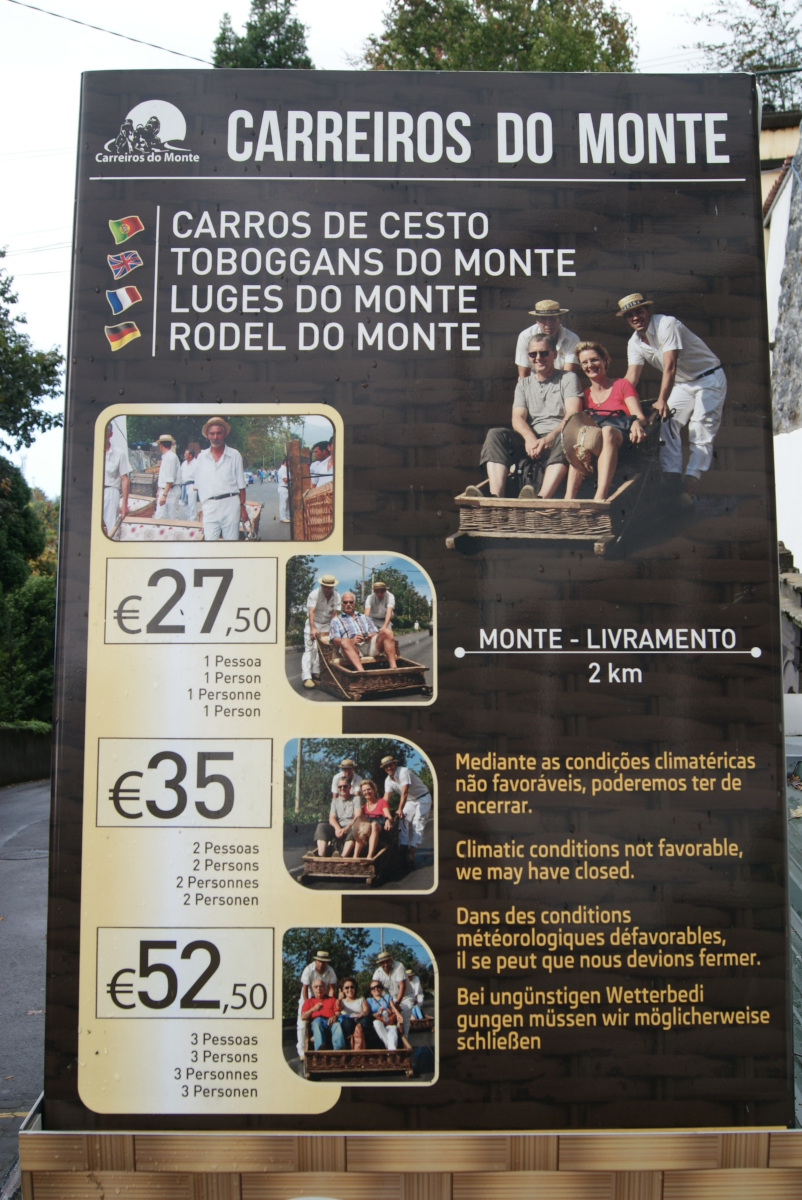 Carreiros do Monte
CARREIROS DO MONTE
CARROS DE CESTO
TOBOGGANS DO MONTE
LUGES DO MONTE
RODEL DO MONTE
€27,50
1 Pessoa
1 Person
1 Personne
1 Person
€35
2 Pessoas
2 Persons
2 Personnes
2 Personen
€52,50
3 Pessoas
3 Persons
3 Personnes
3 Personen
MONTE - LIVRAMENTO
2 km
Mediante as condições climatéricas
não favoráveis, poderemos ter de
encerrar.
Climatic conditions not favorable,
we may have closed.
Dans des conditions
météorologiques défavorables,
il se peut que nous devions fermer.
Bei ungünstigen Wetterbedi
gungen müssen wir möglicherweise
schließen